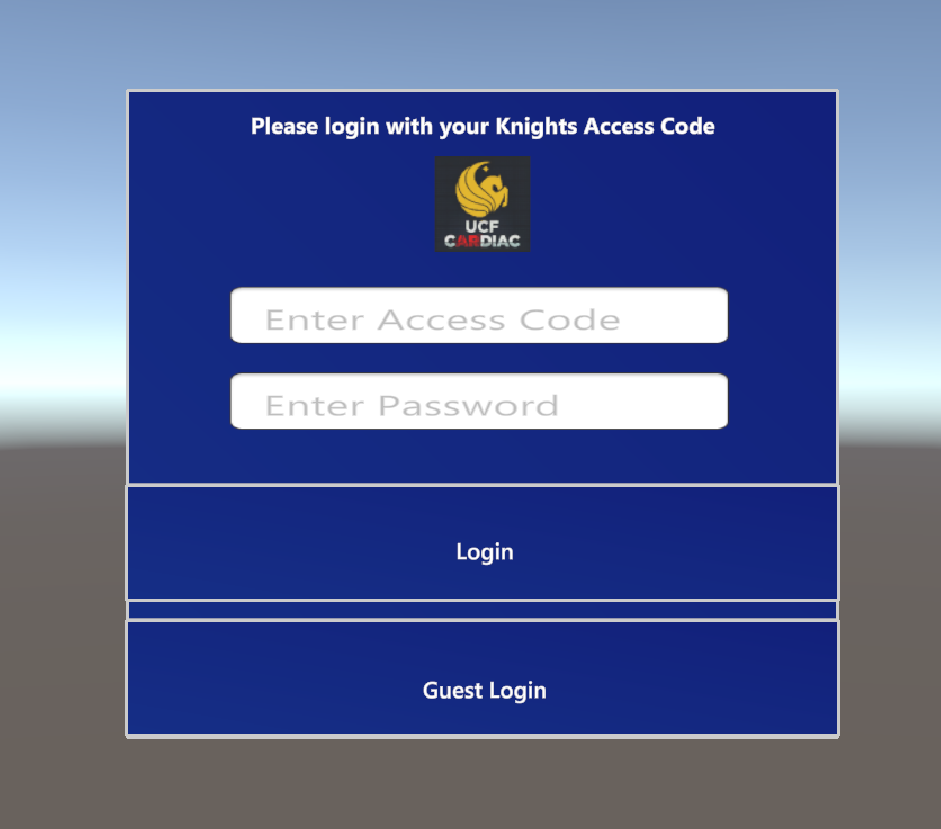 Please login with your Knights Access Code
UCF
CARDIAC
Enter Access Code
Enter Password
Login
Guest Login